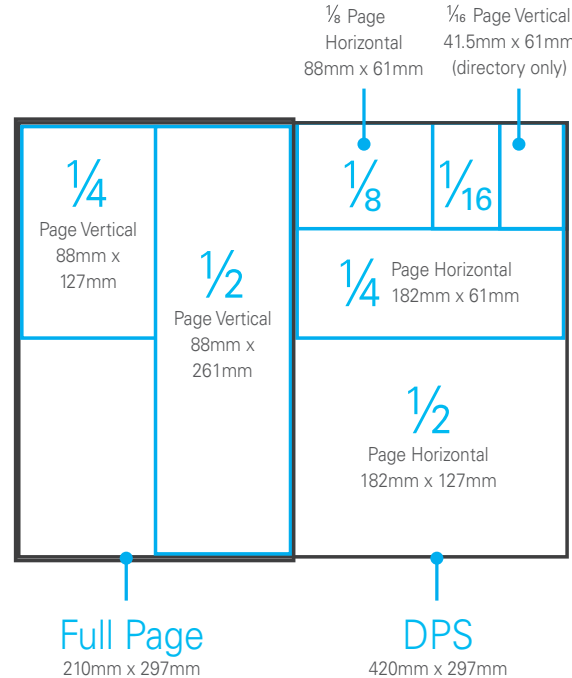 ⅛ Page
Horizontal
88mm x 61mm
1⁄16 Page Vertical
41.5mm x 61mm
(directory only)
1⁄4
Page Vertical
88mm x
127mm
1⁄2
Page Vertical
88mm x
261mm
1⁄8
1⁄16
1⁄4
Page Horizontal
182mm x 61mm
1⁄2
Page Horizontal
182mm x 127mm
Full Page
210mm x 297mm
DPS
420mm x 297mm